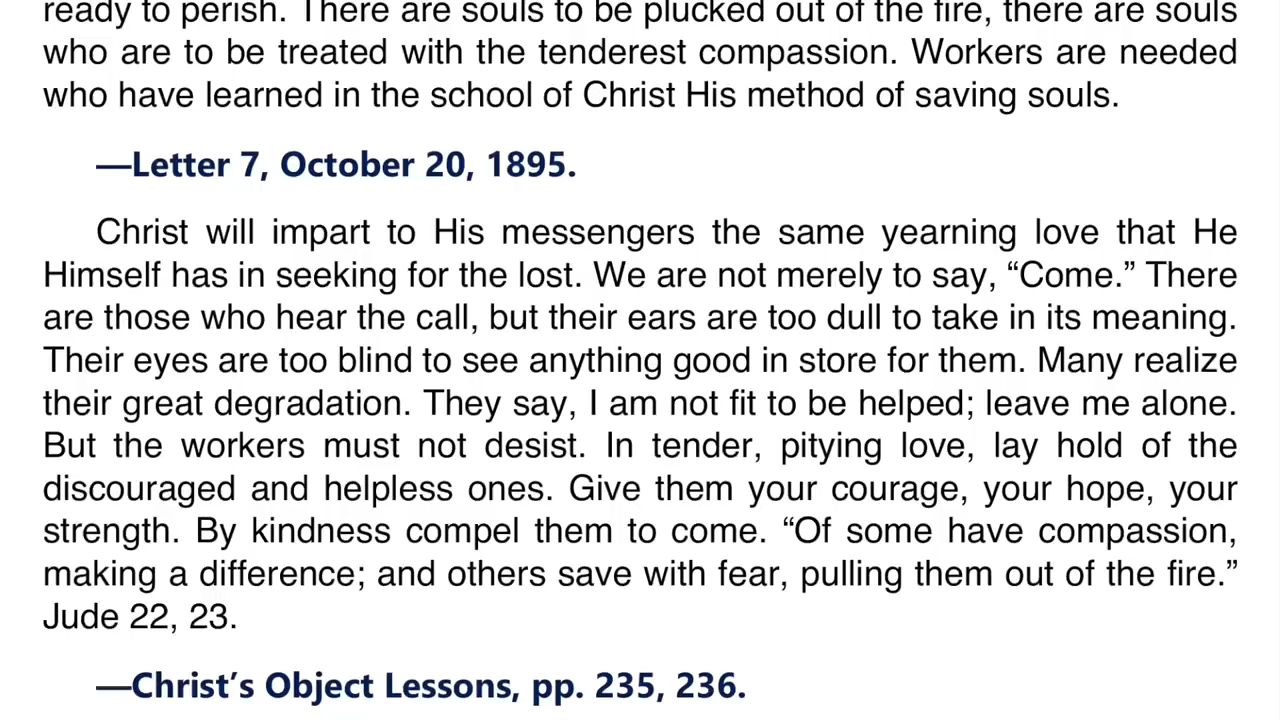 ready to perish. There are souls to be plucked out of the fire, there are souls
who are to be treated with the tenderest compassion. Workers are needed
who have learned in the school of Christ His method of saving souls.
—Letter 7, October 20, 1895.
Christ will impart to His messengers the same yearning love that He
Himself has in seeking for the lost. We are not merely to say, “Come.” There
are those who hear the call, but their ears are too dull to take in its meaning.
Their eyes are too blind to see anything good in store for them. Many realize
their great degradation. They say, I am not fit to be helped; leave me alone.
But the workers must not desist. In tender, pitying love, lay hold of the
discouraged and helpless ones. Give them your courage, your hope, your
strength. By kindness compel them to come. “Of some have compassion,
making a difference; and others save with fear, pulling them out of the fire.”
Jude 22, 23.
—Christ’s Object Lessons, pp. 235, 236.